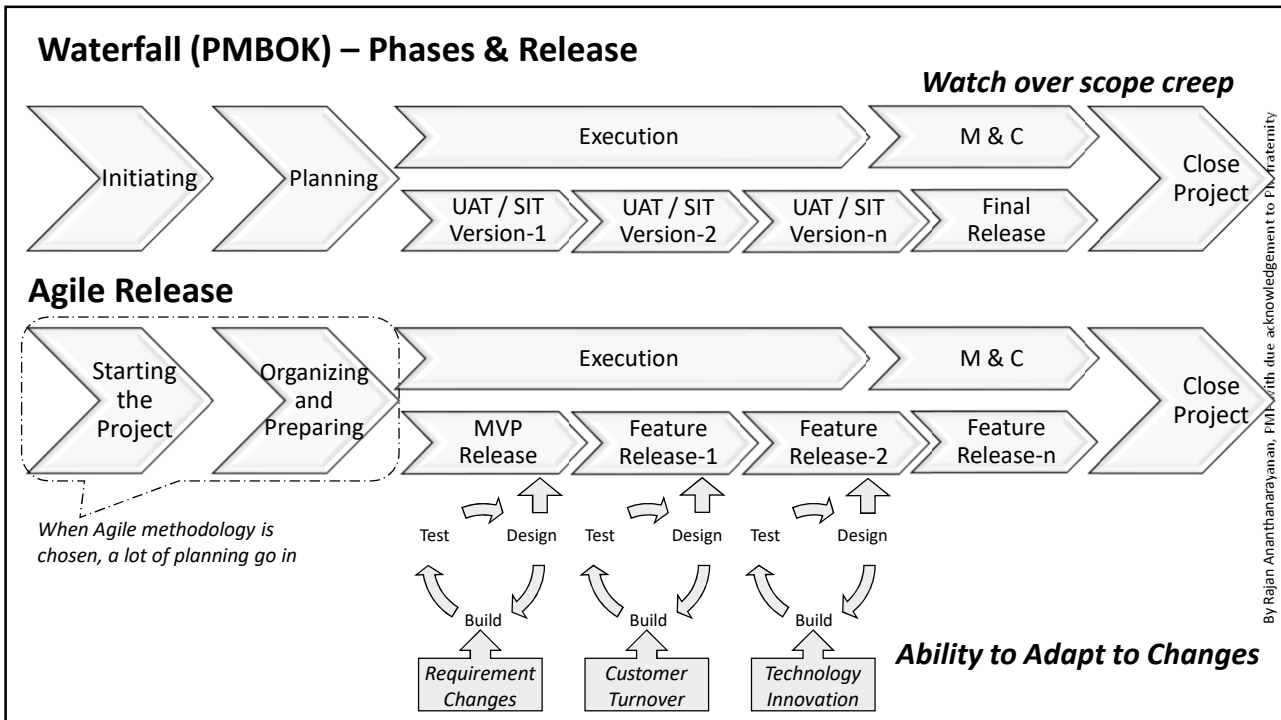 Waterfall (PMBOK) – Phases & Release
Watch over scope creep
Initiating
Planning
Execution
M & C
Close
Project
UAT / SIT
Version-1
UAT / SIT
Version-2
UAT / SIT
Version-n
Final
Release
Agile Release
Starting
the
Project
Organizing
and
Preparing
Execution
M & C
Close
Project
MVP
Release
Feature
Release-1
Feature
Release-2
Feature
Release-n
When Agile methodology is
chosen, a lot of planning go in
Test
Design
Build
Test
Design
Build
Test
Design
Build
Requirement
Changes
Customer
Turnover
Technology
Innovation
Ability to Adapt to Changes
By Rajan Ananthanarayanan, with due acknowledgement to fraternity